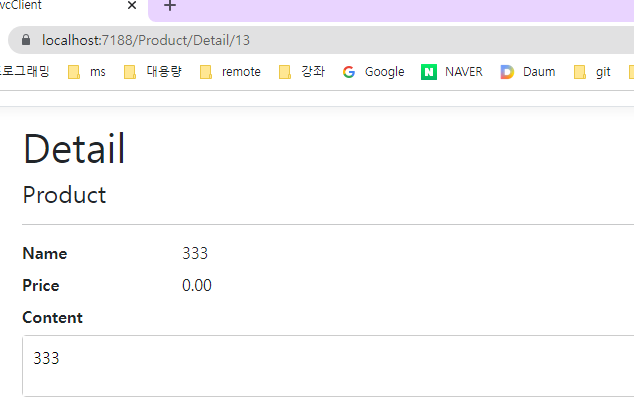 vcClient
localhost:7188/Product/Detail/13
로그래밍 ms 대용량 remote 강좌 Google NAVER Daum git
Detail
Product
Name 333
Price 0.00
Content
333